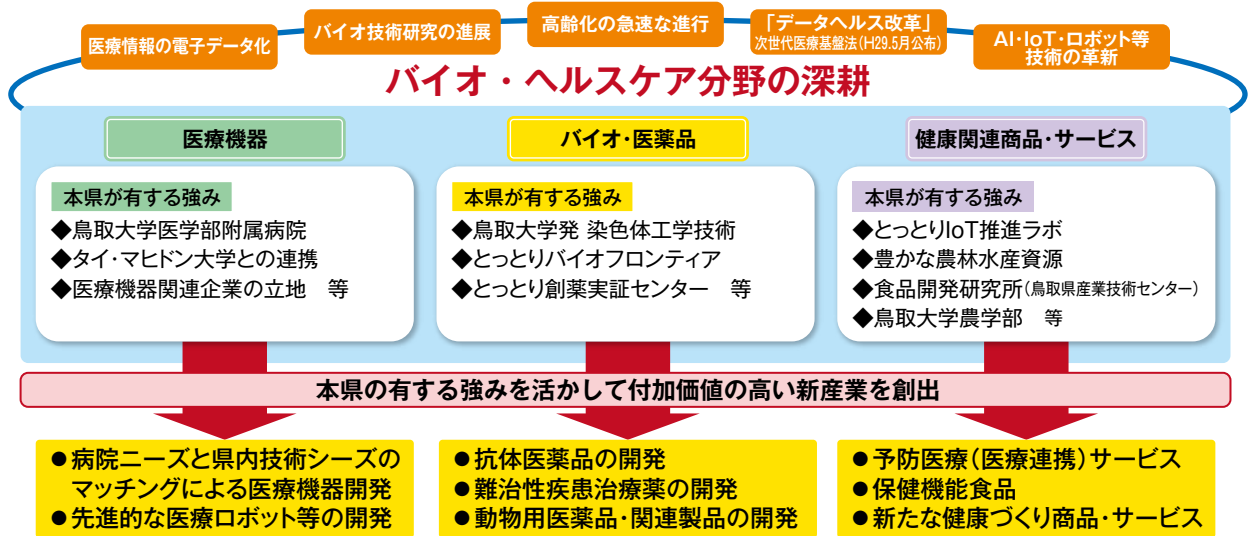 医療情報の電子データ化
バイオ技術研究の進展
高齢化の急速な進行
「データヘルス改革」
次世代医療基盤法(H29.5月公布)
AI・IoT・ロボット等
技術の革新
バイオ・ヘルスケア分野の深耕
医療機器
本県が有する強み
◆鳥取大学医学部附属病院
◆タイ・マヒドン大学との連携
◆医療機器関連企業の立地 等
バイオ・医薬品
本県が有する強み
◆鳥取大学発 染色体工学技術
◆とっとりバイオフロンティア
◆とっとり創薬実証センター 等
健康関連商品・サービス
本県が有する強み
◆とっとりIoT推進ラボ
◆豊かな農林水産資源
◆食品開発研究所(鳥取県産業技術センター)
◆鳥取大学農学部 等
本県の有する強みを活かして付加価値の高い新産業を創出
●病院ニーズと県内技術シーズの
マッチングによる医療機器開発
●先進的な医療ロボット等の開発
●抗体医薬品の開発
●難治性疾患治療薬の開発
●動物用医薬品・関連製品の開発
●予防医療(医療連携)サービス
●保健機能食品
●新たな健康づくり商品・サービス